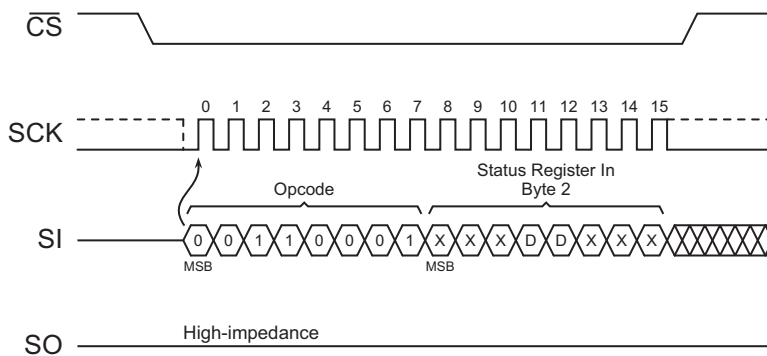 CS
0 1 2 3 4 5 6 7 8 9 10 11 12 13 14 15
SCK
Status Register In
Opcode Byte 2
SI 0 0 1 1 0 0 0 1 X X X D D X X X
MSB MSB
High-impedance
SO